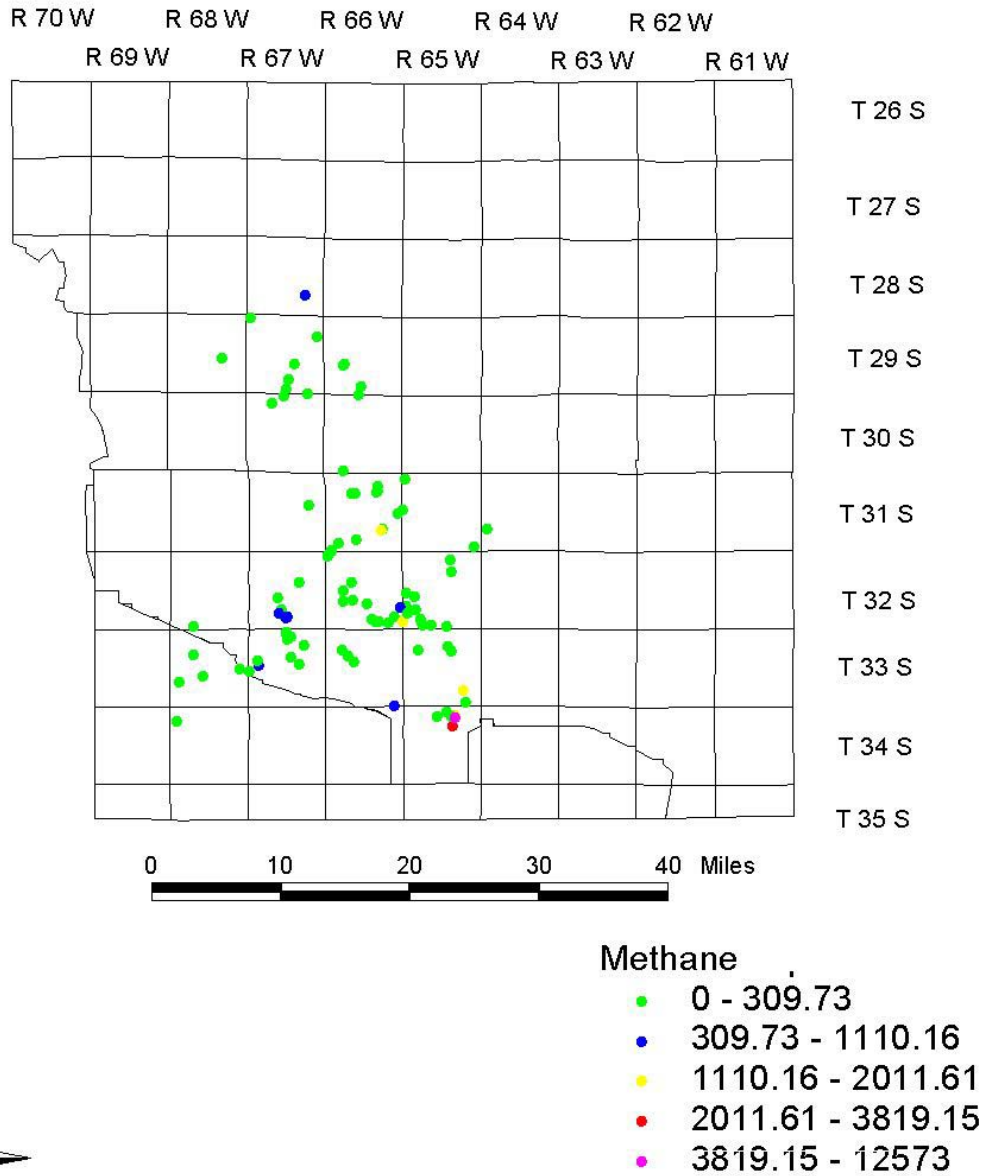 R 70 W R 68 W R 66 W R 64 W R 62 W
R 69 W R 67 W R 65 W R 63 W R 61 W
T 26 S
T 27 S
T 28 S
T 29 S
T 30 S
T 31 S
T 32 S
T 33 S
T 34 S
T 35 S
0 10 20 30 40 Miles
Methane
0 - 309.73
309.73 - 1110.16
1110.16 - 2011.61
2011.61 - 3819.15
3819.15 - 12573